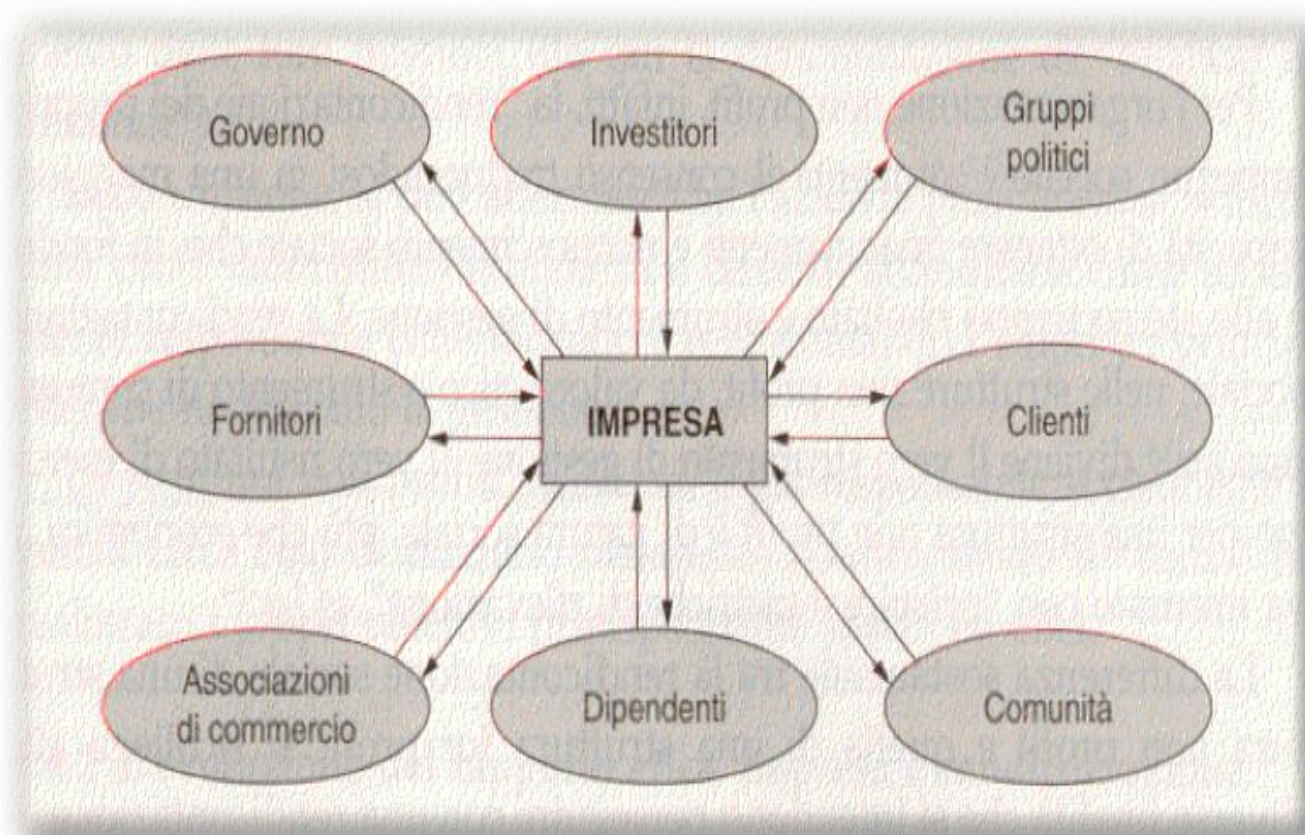 Governo
Investitori
Gruppi
politici
Fornitori
IMPRESA
Clienti
Associazioni
di commercio
Dipendenti
Comunità